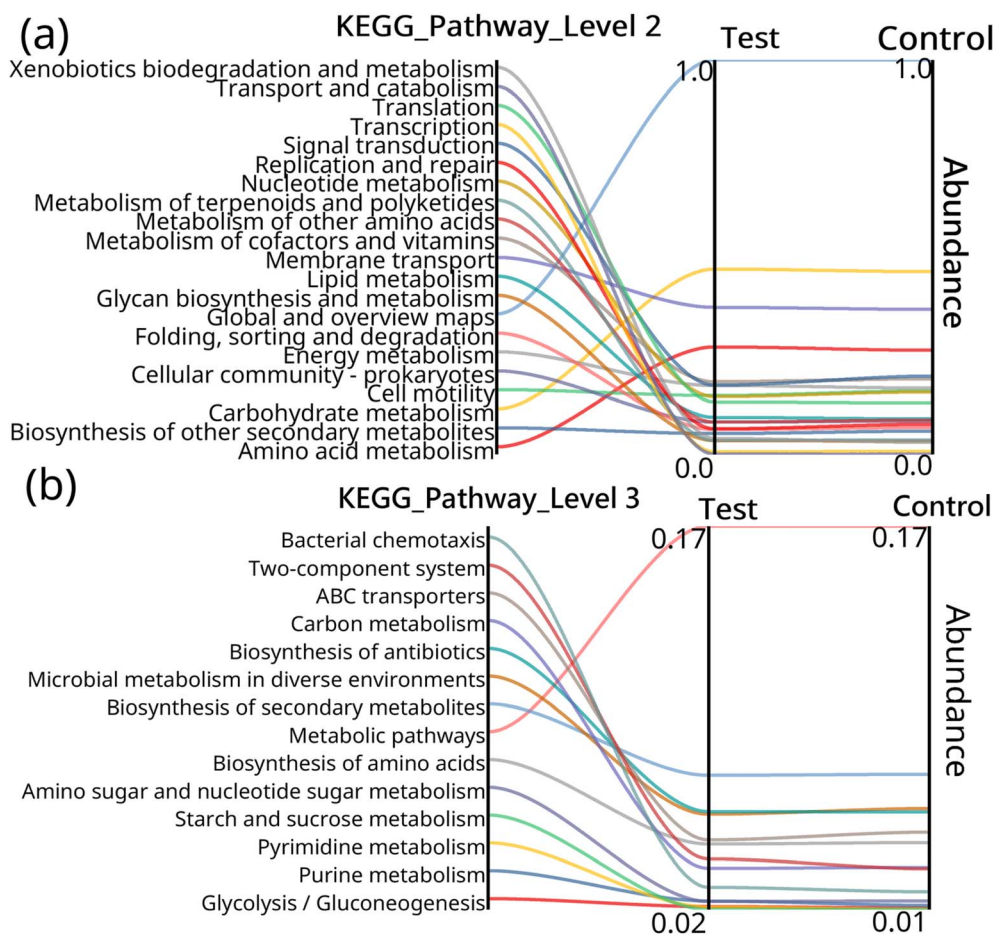 (a)
KEGG_Pathway_Level 2
Test
Control
Xenobiotics biodegradation and metabolism
Transport and catabolism
Translation
Transcription
Signal transduction
Replication and repair
Nucleotide metabolism
Metabolism of terpenoids and polyketides
Metabolism of other amino acids
Metabolism of cofactors and vitamins
Membrane transport
Lipid metabolism
Glycan biosynthesis and metabolism
Global and overview maps
Folding, sorting and degradation
Energy metabolism
Cellular community - prokaryotes
Cell motility
Carbohydrate metabolism
Biosynthesis of other secondary metabolites
Amino acid metabolism
1.0
1.0
Abundance
0.0
0.0
(b)
KEGG_Pathway_Level 3
Test
Control
Bacterial chemotaxis
Two-component system
ABC transporters
Carbon metabolism
Biosynthesis of antibiotics
Microbial metabolism in diverse environments
Biosynthesis of secondary metabolites
Metabolic pathways
Biosynthesis of amino acids
Amino sugar and nucleotide sugar metabolism
Starch and sucrose metabolism
Pyrimidine metabolism
Purine metabolism
Glycolysis / Gluconeogenesis
0.17
0.17
Abundance
0.02
0.01